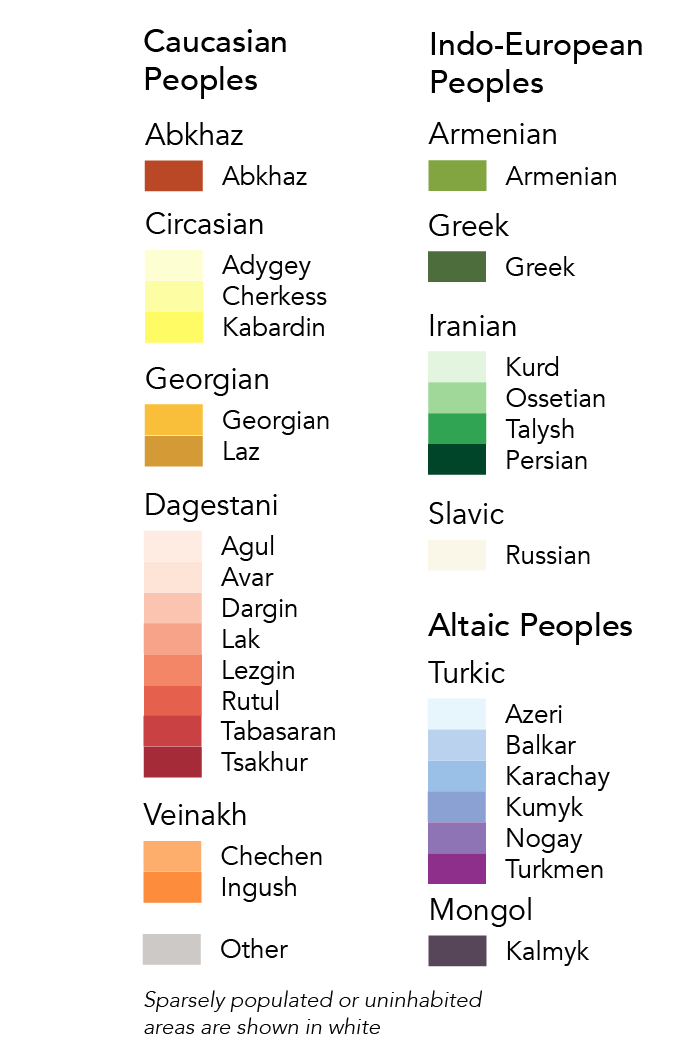 Caucasian
Peoples
Abkhaz
Abkhaz
Circasian
Adygey
Cherkess
Kabardin
Georgian
Georgian
Laz
Dagestani
Agul
Avar
Dargin
Lak
Lezgin
Rutul
Tabasaran
Tsakhur
Veinakh
Chechen
Ingush
Other
Indo-European
Peoples
Armenian
Armenian
Greek
Greek
Iranian
Kurd
Ossetian
Talysh
Persian
Slavic
Russian
Altaic Peoples
Turkic
Azeri
Balkar
Karachay
Kumyk
Nogay
Turkmen
Mongol
Kalmyk
Sparsely populated or uninhabited
areas are shown in white